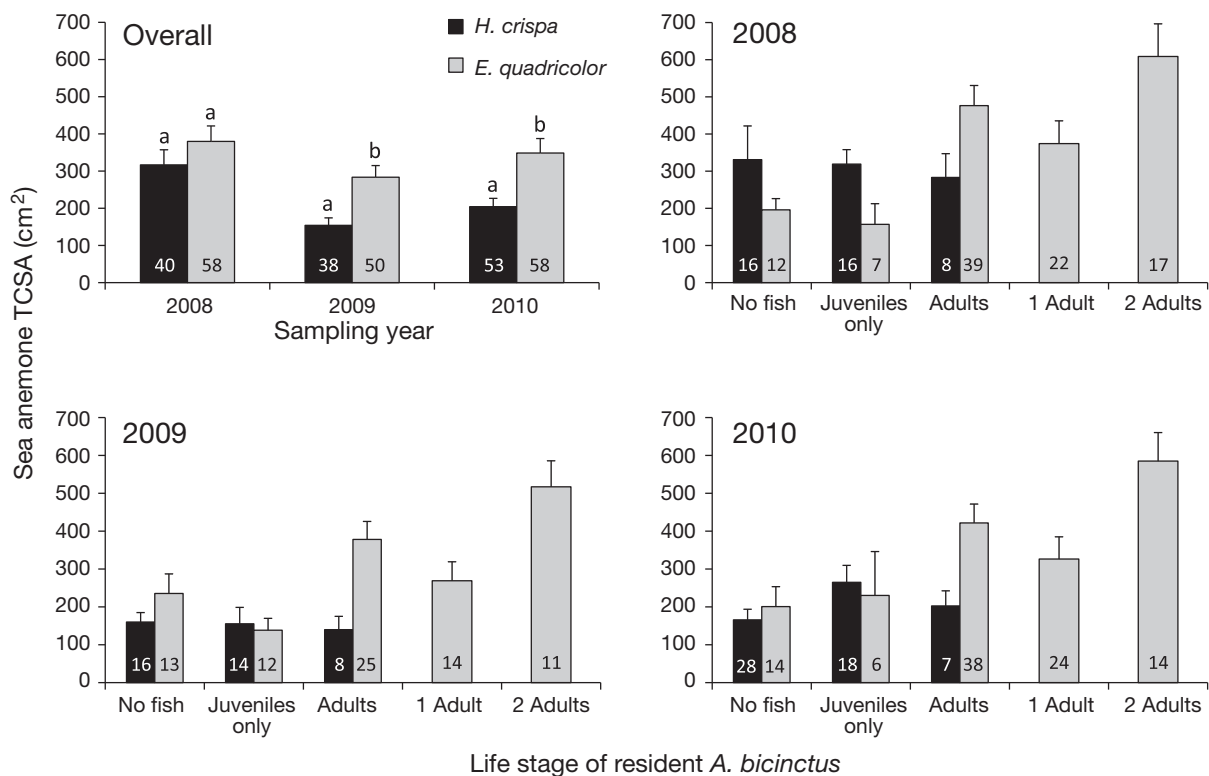 Sea anemone TCSA (cm²)
Overall
H. crispa
E. quadricolor
700
600
500
400
300
200
100
0
a a a b a b
40 58 38 50 53 58
2008 2009 2010
Sampling year
2008
700
600
500
400
300
200
100
0
16 12 16 7 8 39 22 17
No fish Juveniles Adults 1 Adult 2 Adults
only
2009
700
600
500
400
300
200
100
0
16 13 14 12 8 25 14 11
No fish Juveniles Adults 1 Adult 2 Adults
only
2010
700
600
500
400
300
200
100
0
28 14 18 6 7 38 24 14
No fish Juveniles Adults 1 Adult 2 Adults
only
Life stage of resident A. bicinctus